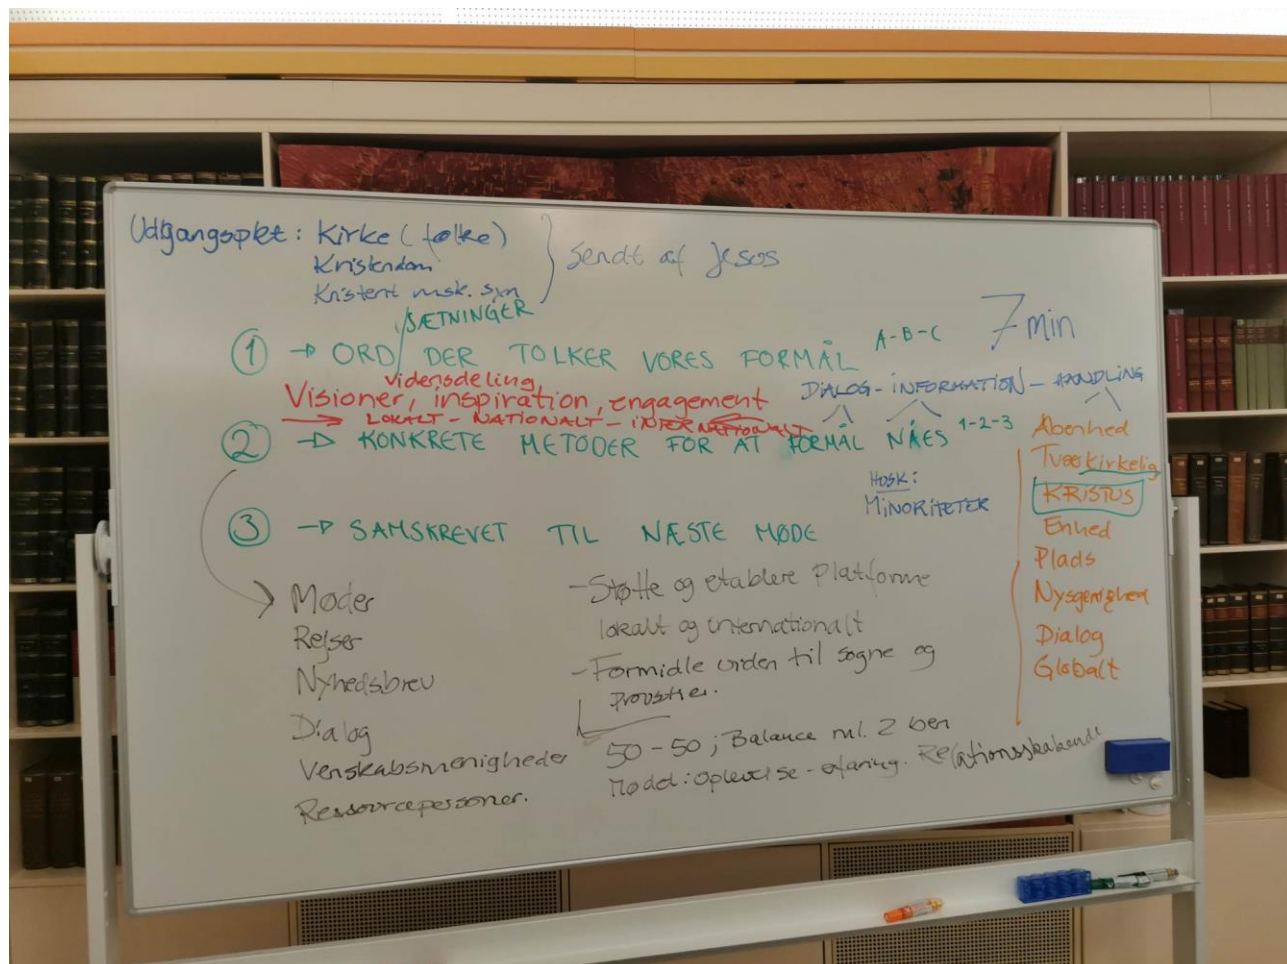 Udgangspkt: Kirke (folke)
Kristendom
Kristent msk. syn
Sendt af Jesus
7 min
/SÆTNINGER
① → ORD DER TOLKER VORES FORMÅL A-B-C
vidensdeling
Visioner, inspiration, engagement
DIALOG - INFORMATION - HANDLING
→ LOKALT - NATIONALT - INTERNATIONALT
② → KONKRETE METODER FOR AT FORMÅL NÅES 1-2-3
HUSK:
MINORITETER
③ → SAMSKREVET TIL NÆSTE MØDE
Åbenhed
Tværkirkelig
KRISTUS
Enhed
Plads
Nysgerrighed
Dialog
Globalt
Møder
Rejser
Nyhedsbrev
Dialog
Venskabsmenigheder
Ressourcepersoner.
- Støtte og etablere platforme
lokalt og internationalt
- Formidle viden til sogne og
provstier.
50-50; Balance ml. 2 ben
Model: Oplevelse - erfaring. Relationsskabende